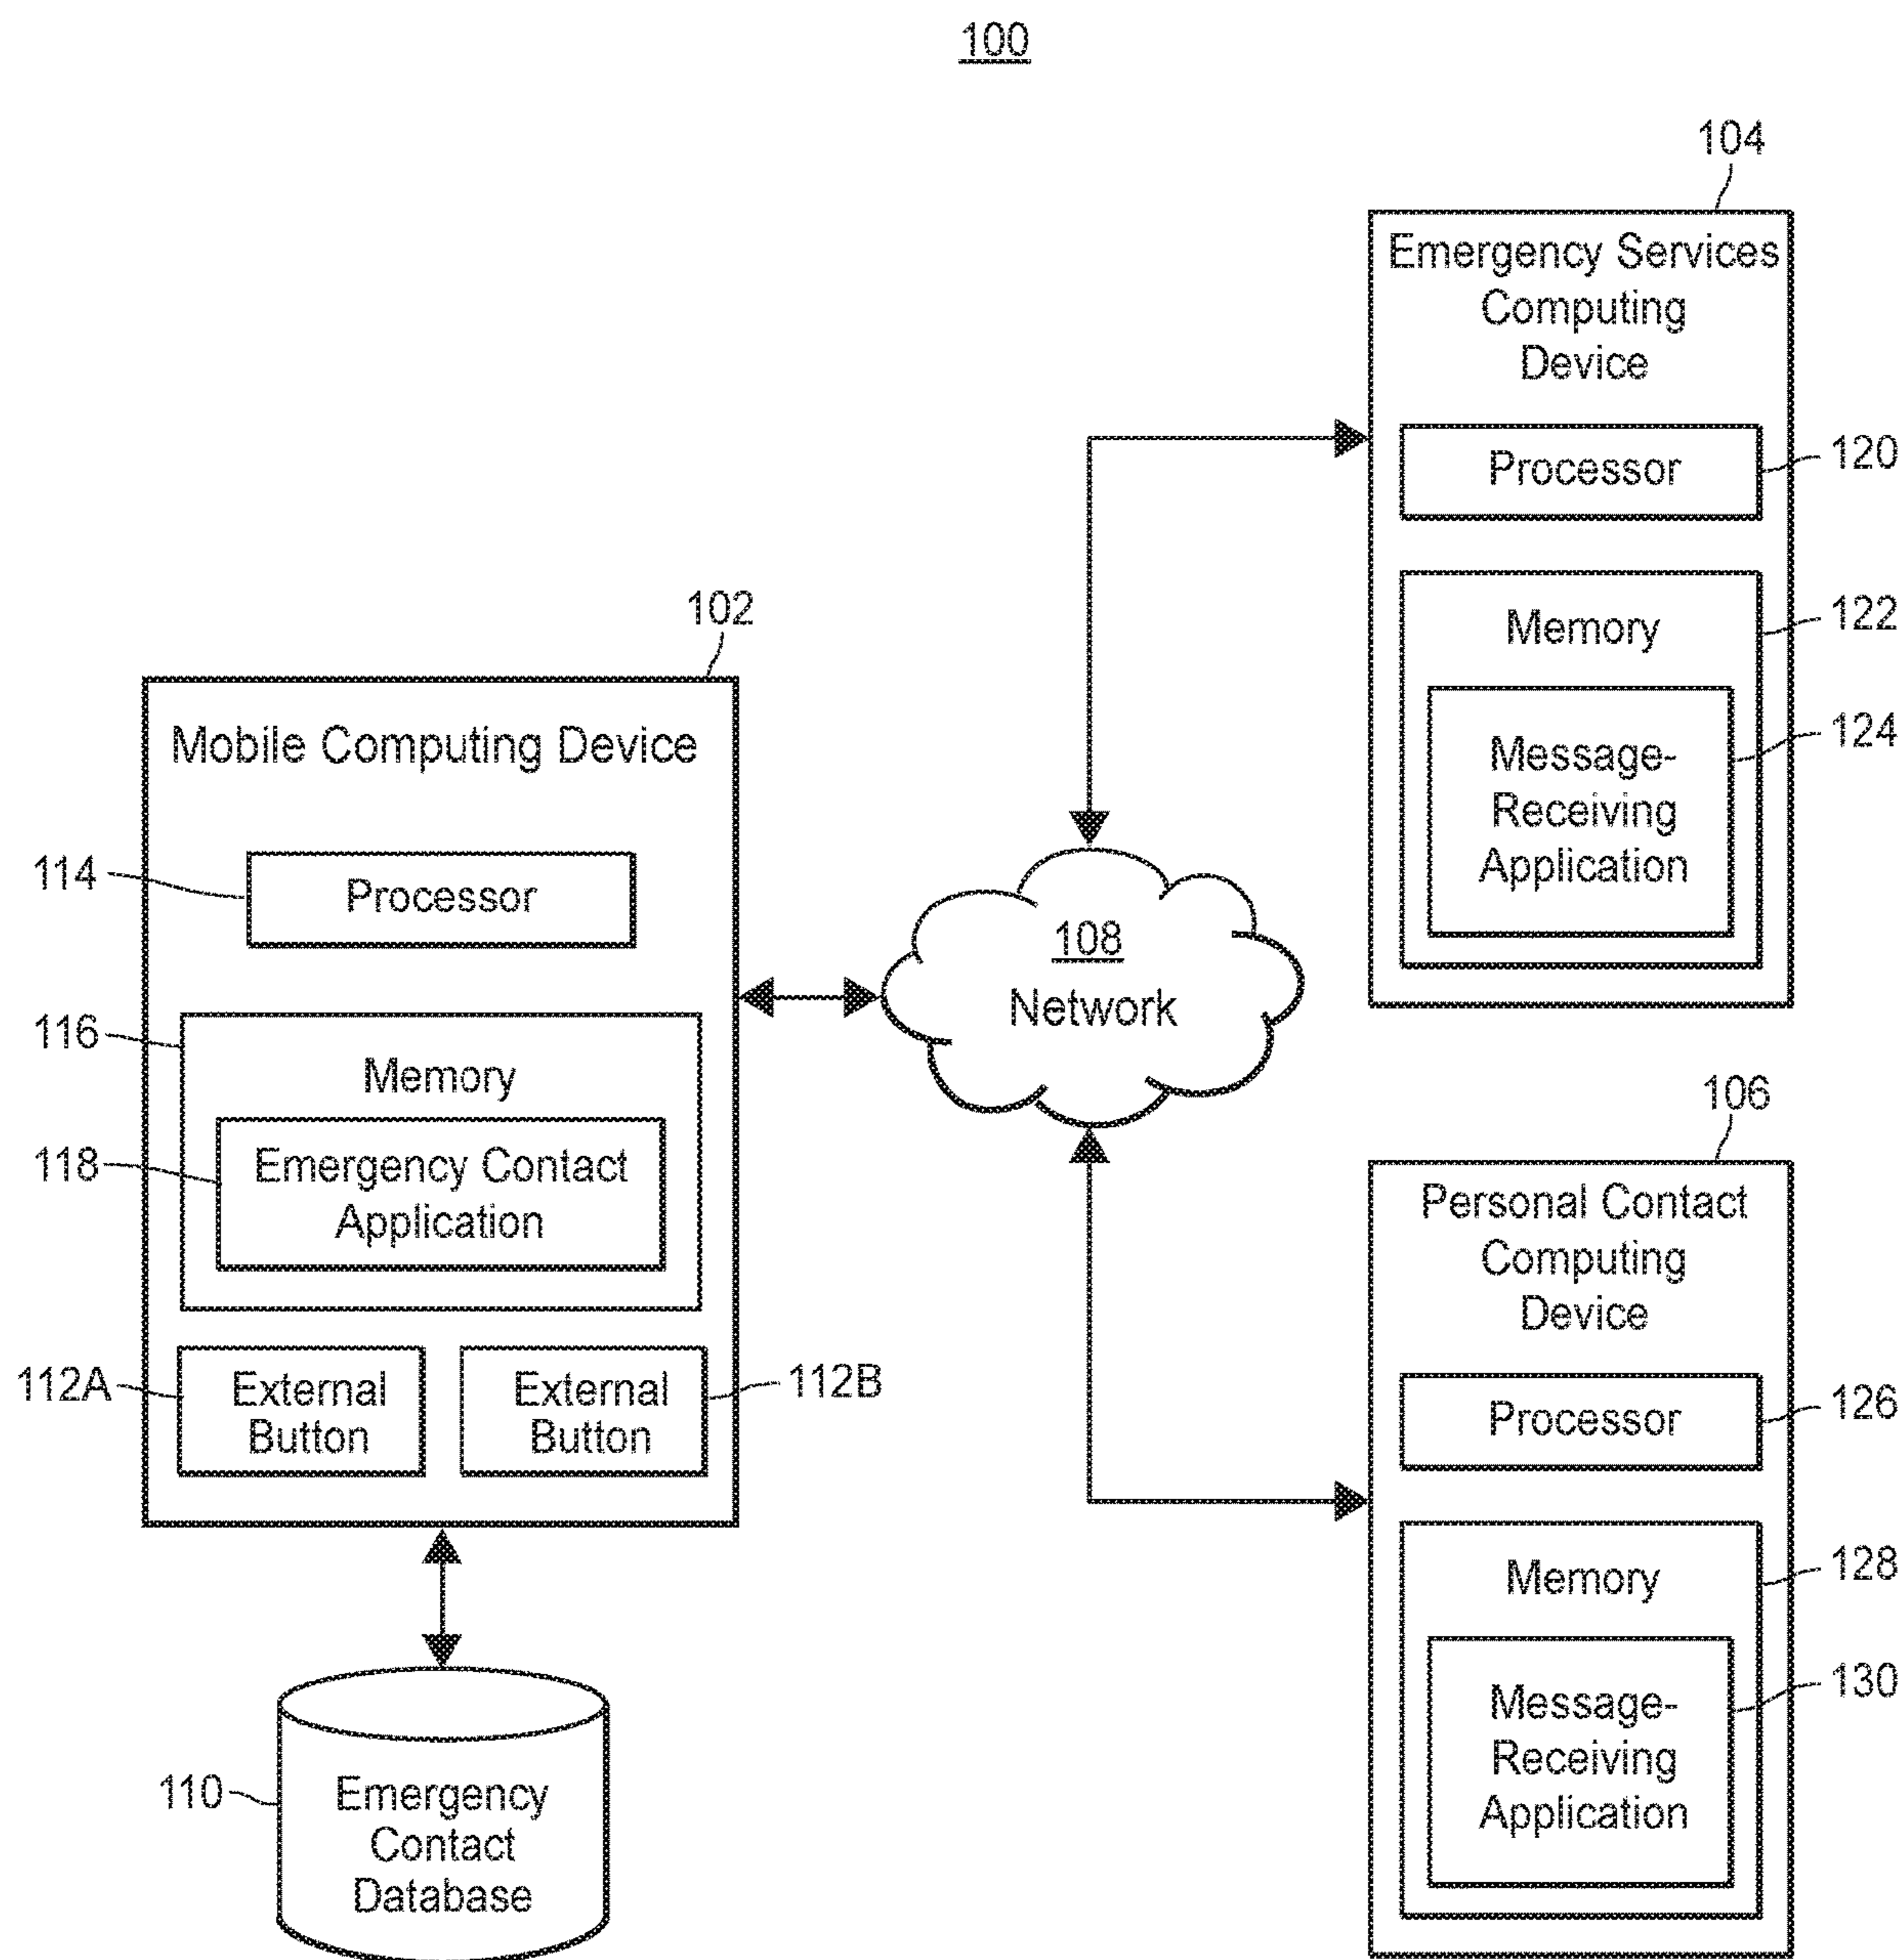 100
102
Mobile Computing Device
114
Processor
116
Memory
118
Emergency Contact
Application
112A
External
Button
External
Button
112B
110
Emergency
Contact
Database
108
Network
104
Emergency Services
Computing
Device
Processor
120
Memory
122
Message-
Receiving
Application
124
106
Personal Contact
Computing
Device
Processor
126
Memory
128
Message-
Receiving
Application
130